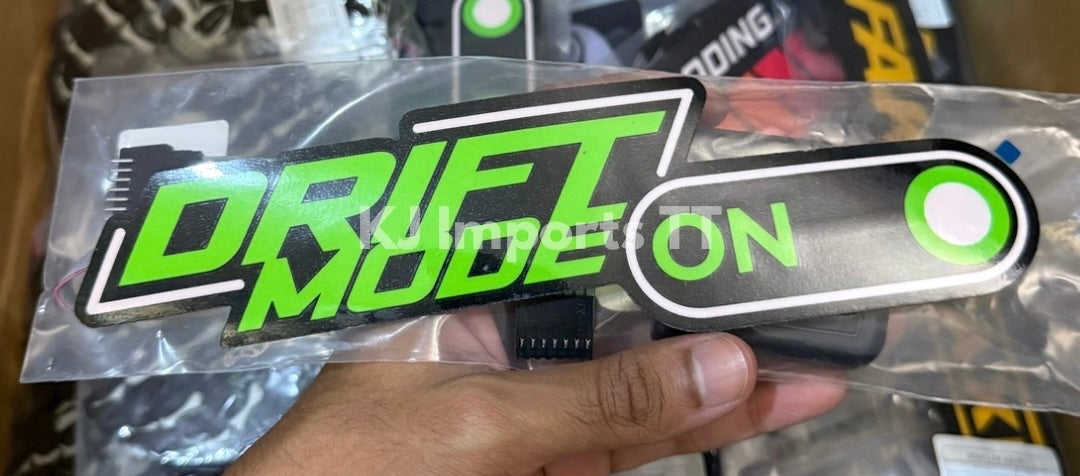 DRIFT
MODE ON
KJ Imports TT